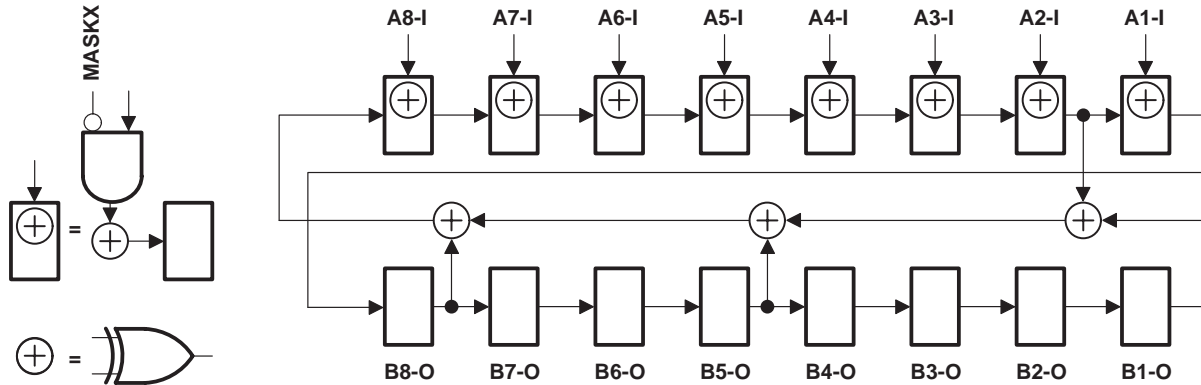 MASKX
=
=
A8-I A7-I A6-I A5-I A4-I A3-I A2-I A1-I
B8-O B7-O B6-O B5-O B4-O B3-O B2-O B1-O